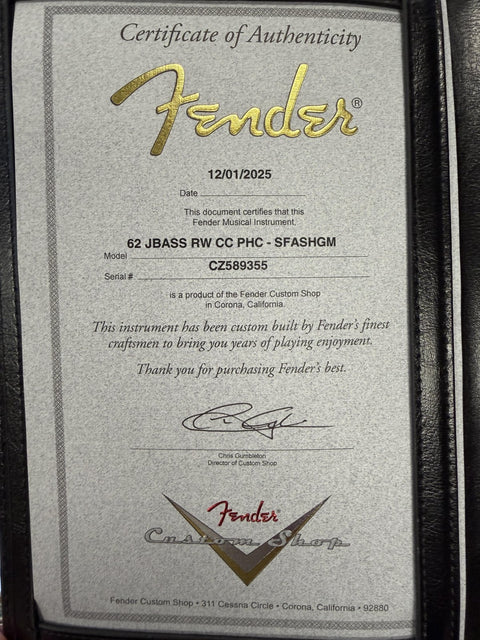 Certificate of Authenticity
Fender®
12/01/2025
Date
This document certifies that this
Fender Musical Instrument,
62 JBASS RW CC PHC - SFASHGM
Model
CZ589355
Serial #
is a product of the Fender Custom Shop
in Corona, California.
This instrument has been custom built by Fender's finest
craftsmen to bring you years of playing enjoyment.
Thank you for purchasing Fender's best.
Chris Gumbleton
Director of Custom Shop
Fender
Custom Shop
Fender Custom Shop • 311 Cessna Circle • Corona, California • 92880